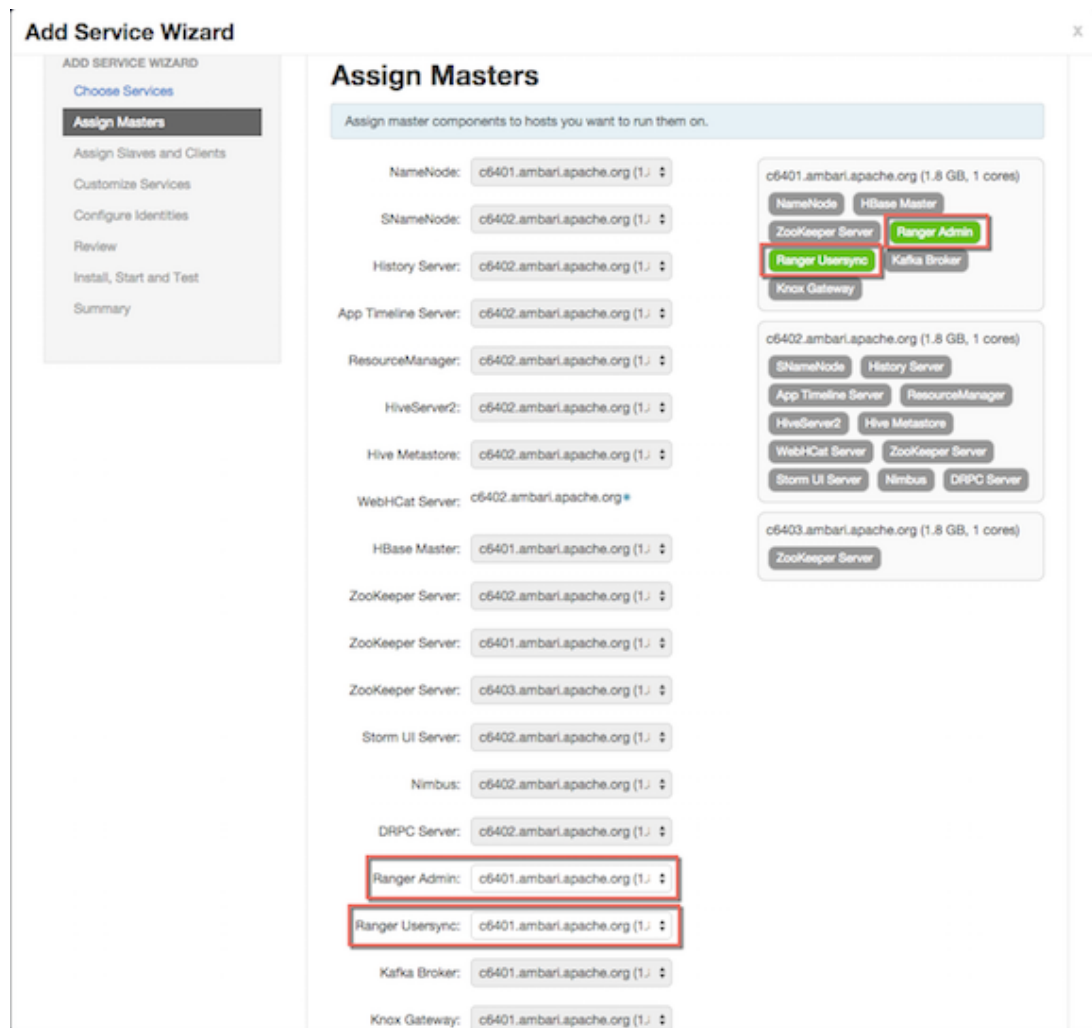 Add Service Wizard
x
ADD SERVICE WIZARD
Choose Services
Assign Masters
Assign Slaves and Clients
Customize Services
Configure Identities
Review
Install, Start and Test
Summary
Assign Masters
Assign master components to hosts you want to run them on.
NameNode: c6401.ambari.apache.org (1.
SNameNode: c6402.ambari.apache.org (1.
History Server: c6402.ambari.apache.org (1.
App Timeline Server: c6402.ambari.apache.org (1.
ResourceManager: c6402.ambari.apache.org (1.
HiveServer2: c6402.ambari.apache.org (1.
Hive Metastore: c6402.ambari.apache.org (1.
WebHCat Server: c6402.ambari.apache.org*
HBase Master: c6401.ambari.apache.org (1.
ZooKeeper Server: c6402.ambari.apache.org (1.
ZooKeeper Server: c6401.ambari.apache.org (1.
ZooKeeper Server: c6403.ambari.apache.org (1.
Storm UI Server: c6402.ambari.apache.org (1.
Nimbus: c6402.ambari.apache.org (1.
DRPC Server: c6402.ambari.apache.org (1.
Ranger Admin: c6401.ambari.apache.org (1.
Ranger Usersync: c6401.ambari.apache.org (1.
Kafka Broker: c6401.ambari.apache.org (1.
Knox Gateway: c6401.ambari.apache.org (1.
c6401.ambari.apache.org (1.8 GB, 1 cores)
NameNode HBase Master
ZooKeeper Server Ranger Admin
Ranger Usersync Kafka Broker
Knox Gateway
c6402.ambari.apache.org (1.8 GB, 1 cores)
SNameNode History Server
App Timeline Server ResourceManager
HiveServer2 Hive Metastore
WebHCat Server ZooKeeper Server
Storm UI Server Nimbus DRPC Server
c6403.ambari.apache.org (1.8 GB, 1 cores)
ZooKeeper Server